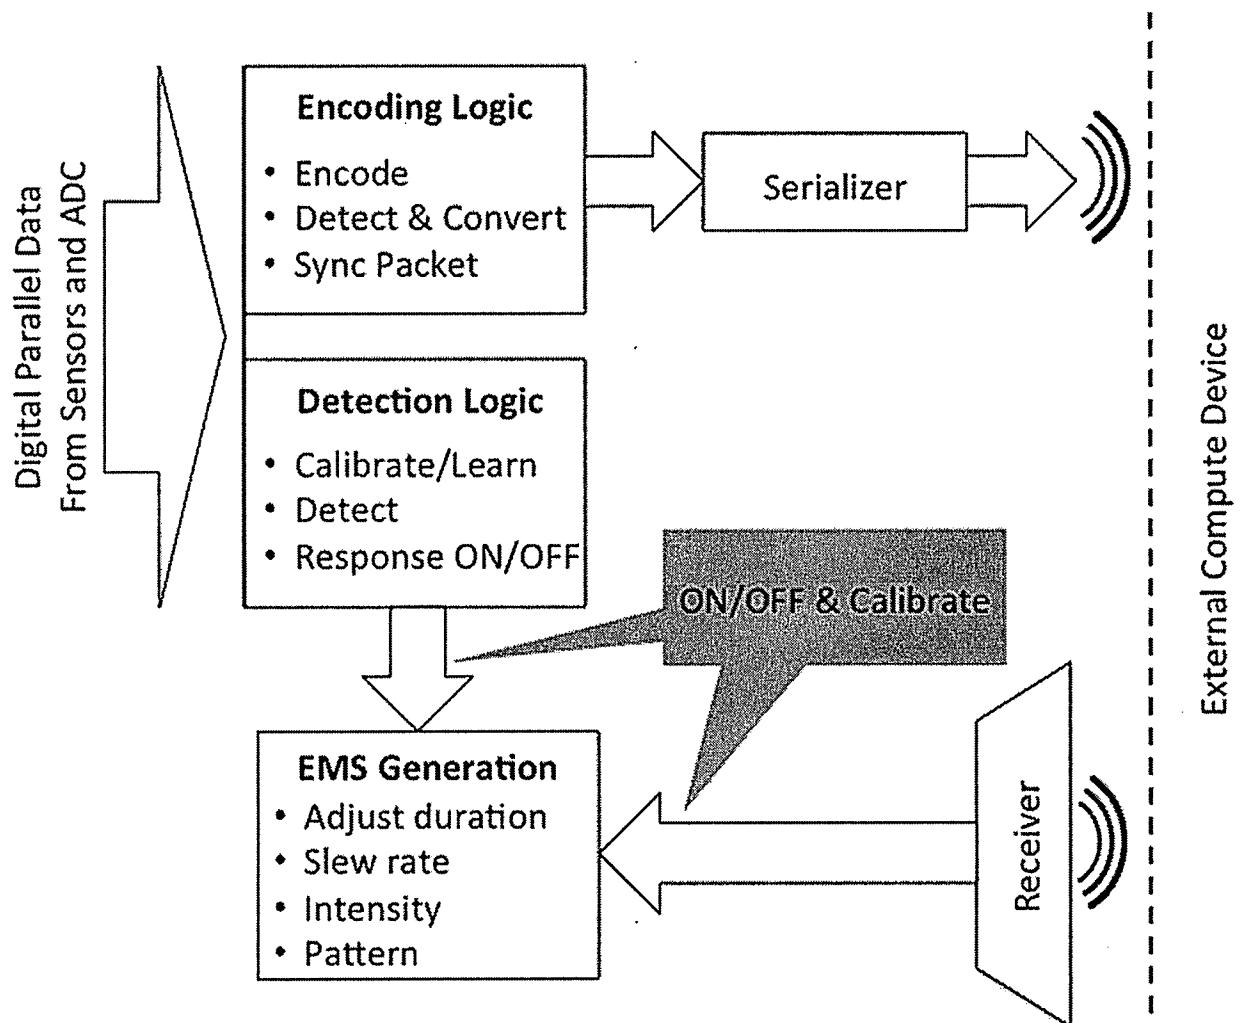 Digital Parallel Data
From Sensors and ADC
Encoding Logic
• Encode
• Detect & Convert
• Sync Packet
Serializer
Detection Logic
• Calibrate/Learn
• Detect
• Response ON/OFF
ON/OFF & Calibrate
EMS Generation
• Adjust duration
• Slew rate
• Intensity
• Pattern
Receiver
External Compute Device